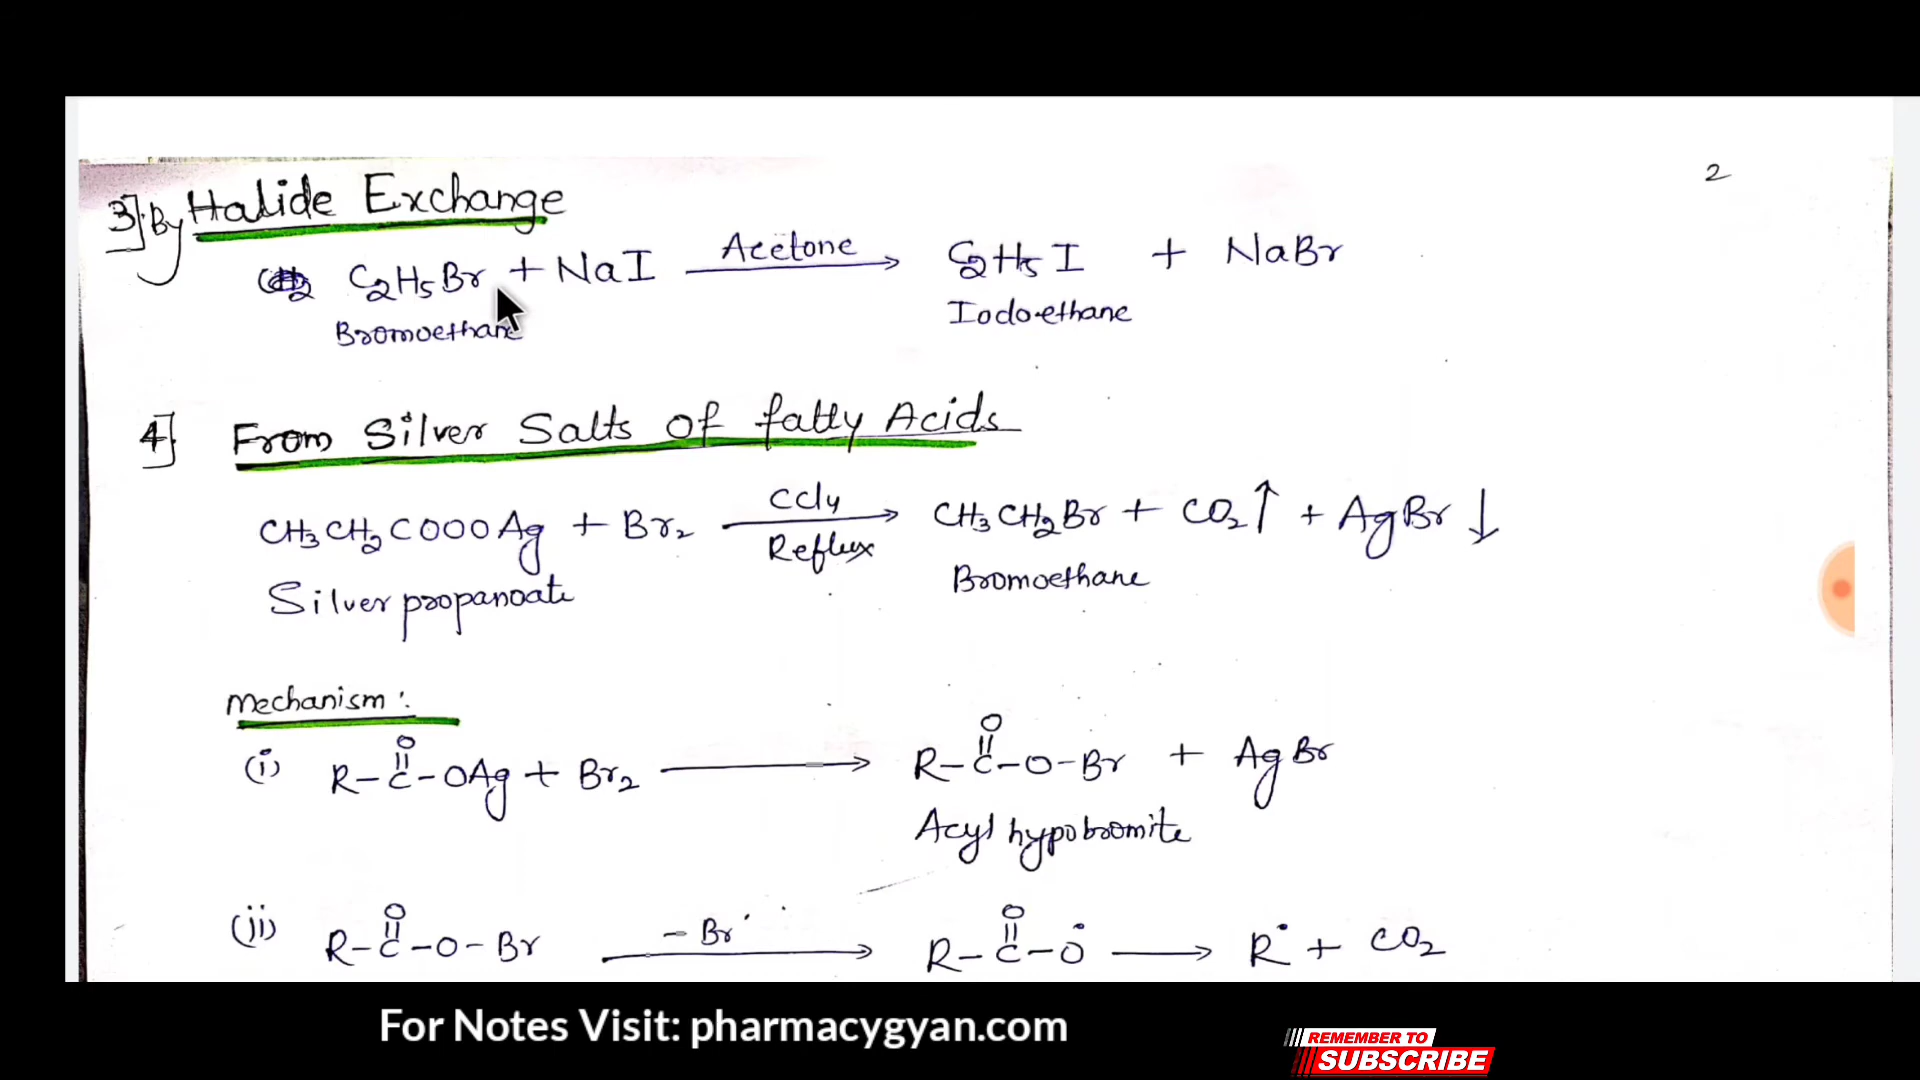 2
3] By Halide Exchange
C2H5Br + NaI Acetone → C2H5I + NaBr
Bromoethane Iodoethane
4] From Silver Salts of fatty Acids
CH3CH2COOOAg + Br2 CCl4 → Reflux CH3CH2Br + CO2↑ + AgBr↓
Silver propanoate Bromoethane
Mechanism :
(i) R-C(=O)-OAg + Br2 → R-C(=O)-O-Br + AgBr
Acyl hypobromite
(ii) R-C(=O)-O-Br -Br˙ → R-C(=O)-O˙ → R˙ + CO2
For Notes Visit: pharmacygyan.com
REMEMBER TO
SUBSCRIBE